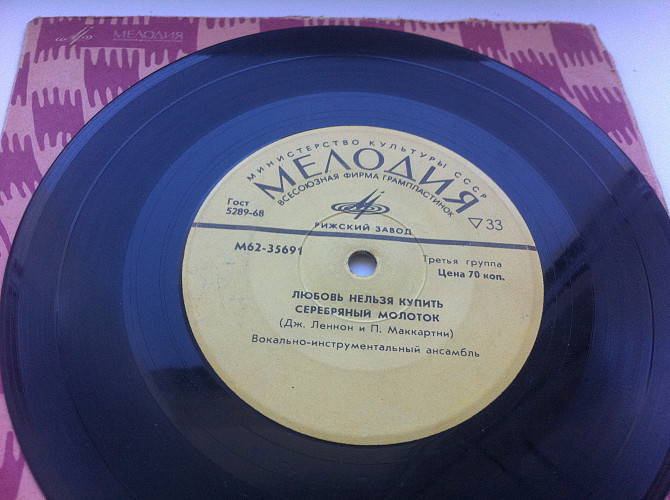 МЕЛОДИЯ
МИНИСТЕРСТВО КУЛЬТУРЫ СССР
МЕЛОДИЯ
ВСЕСОЮЗНАЯ ФИРМА ГРАМПЛАСТИНОК
Гост
5289-68
33
РИЖСКИЙ ЗАВОД
М62-35691
Третья группа
Цена 70 коп.
ЛЮБОВЬ НЕЛЬЗЯ КУПИТЬ
СЕРЕБРЯНЫЙ МОЛОТОК
(Дж. Леннон и П. Маккартни)
Вокально-инструментальный ансамбль